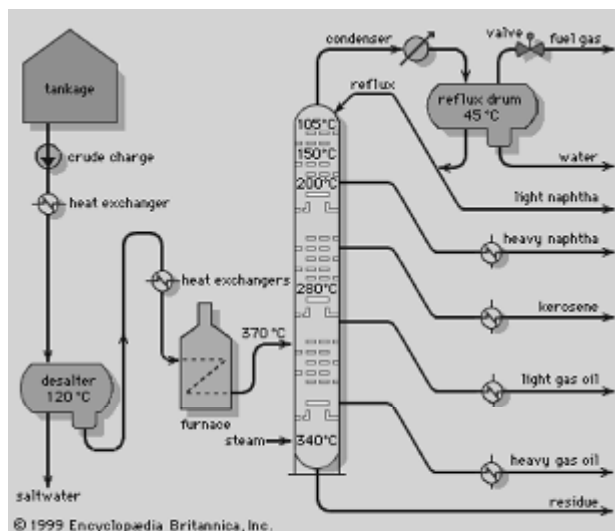 condenser
valve
fuel gas
tankage
reflux
reflux drum
45 °C
105°C
crude charge
150°C
water
200°C
heat exchanger
light naphtha
heavy naphtha
heat exchangers
280°C
kerosene
370 °C
desalter
120 °C
light gas oil
furnace
steam
340°C
heavy gas oil
saltwater
residue
© 1999 Encyclopædia Britannica, Inc.